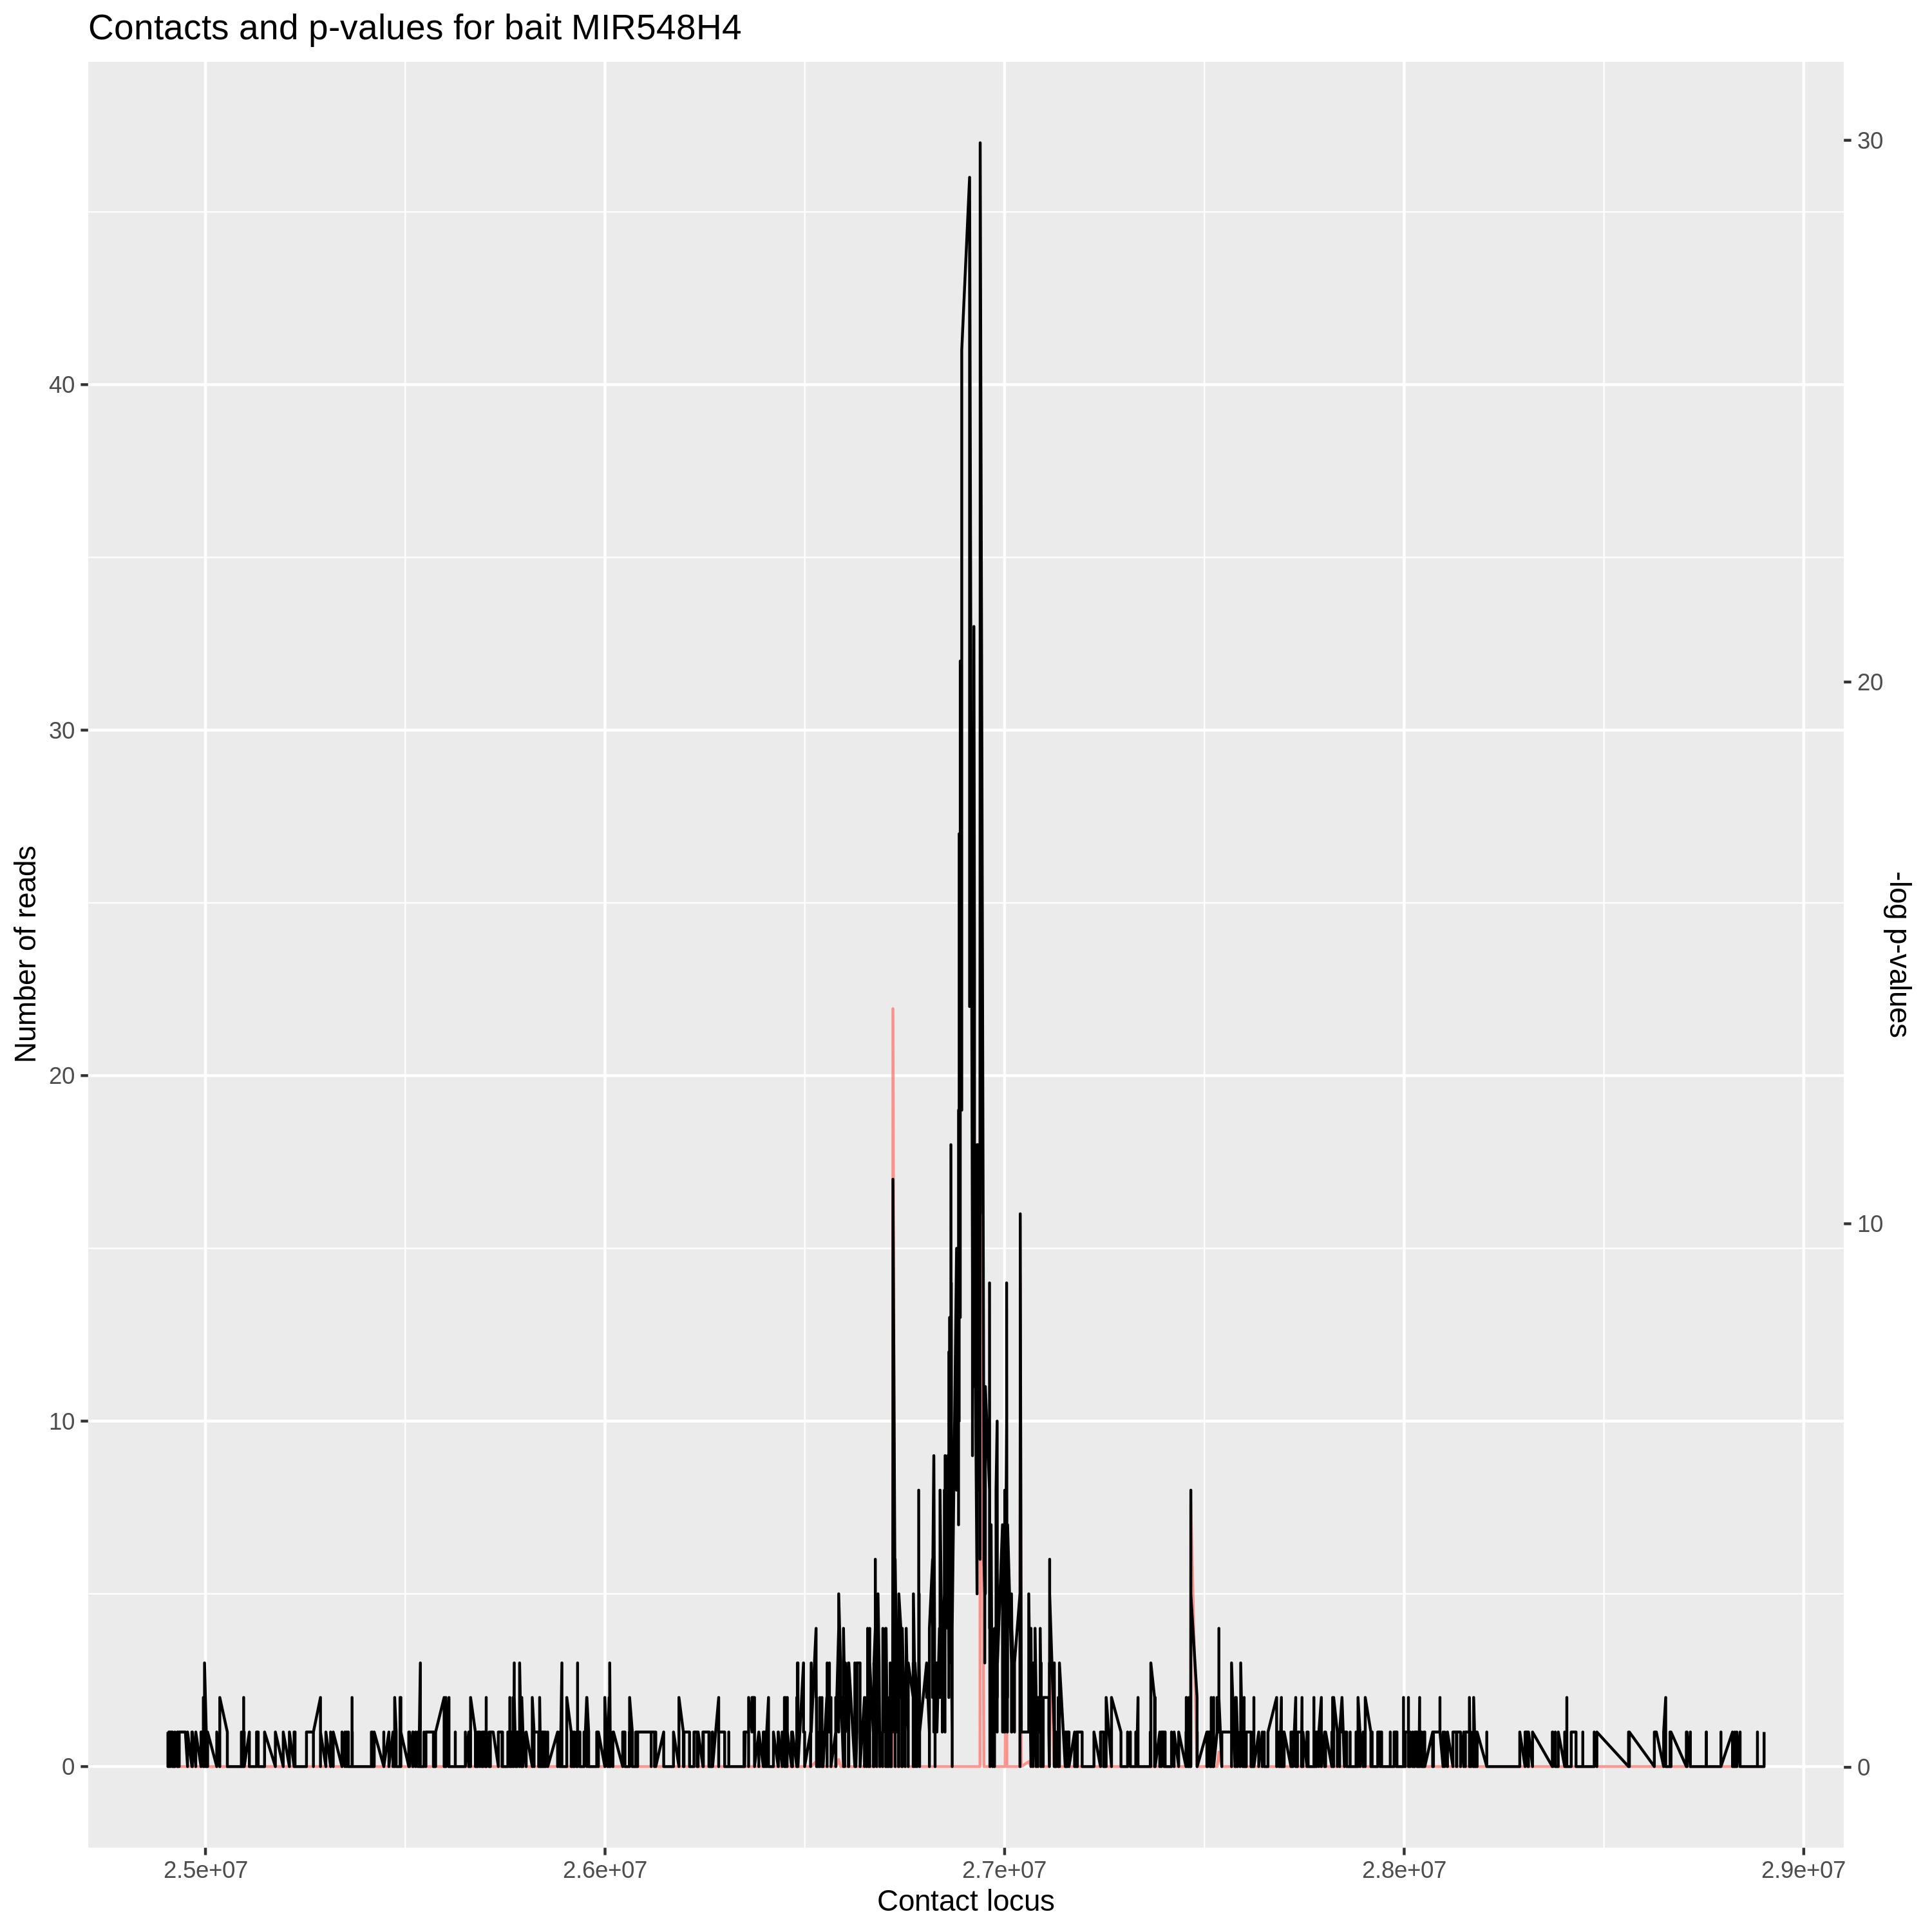 Contacts and p-values for bait MIR548H4
Number of reads
40
30
20
10
0
30
20
10
0
-log p-values
2.5e+07 2.6e+07 2.7e+07 2.8e+07 2.9e+07
Contact locus